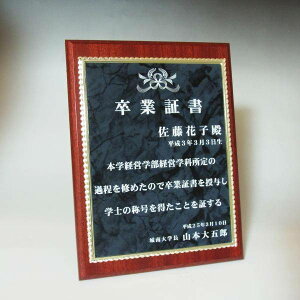 卒業証書
佐藤花子殿
平成3年3月3日生
本学経営学部経営学科所定の
過程を修めたので卒業証書を授与し
学士の称号を得たことを証する
平成25年3月10日
城南大学長 山本大五郎